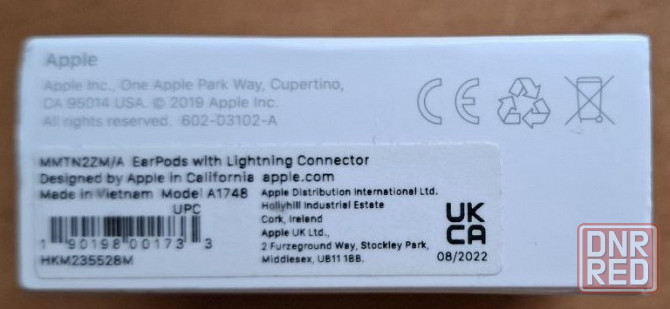 Apple
Apple Inc., One Apple Park Way, Cupertino,
CA 95014 USA. © 2019 Apple Inc.
All rights reserved. 602-03102-A
CE
MMTN2ZM/A EarPods with Lightning Connector
Designed by Apple in California apple.com
Made in Vietnam Model A1748
UPC
1 90198 00173 3
HKM235528M
Apple Distribution International Ltd.
Hollyhill Industrial Estate
Cork, Ireland
Apple UK Ltd.,
2 Furzeground Way, Stockley Park,
Middlesex, UB11 1BB.
UK
CA
08/2022
DNR
RED